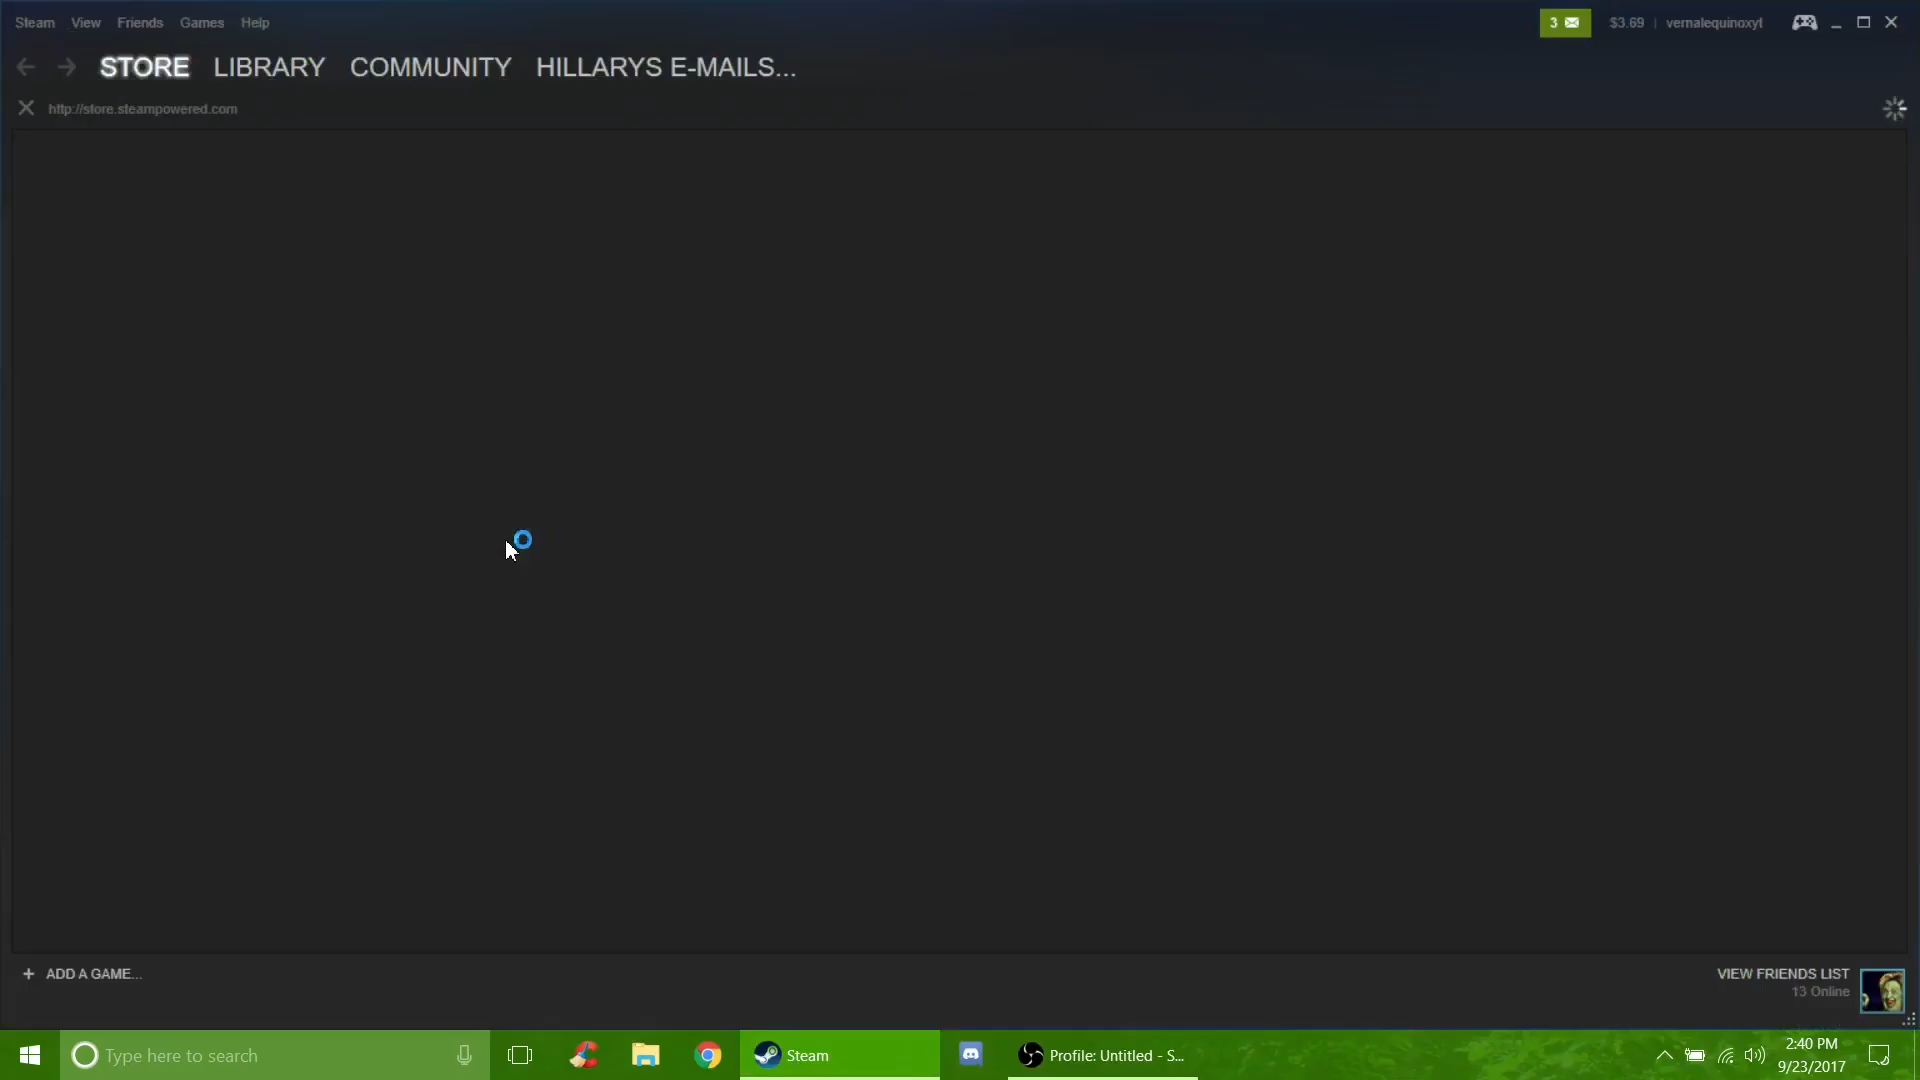 Steam View Friends Games Help
3 $3.69 | vernalequinoxyt
STORE LIBRARY COMMUNITY HILLARYS E-MAILS...
http://store.steampowered.com
+ ADD A GAME...
VIEW FRIENDS LIST
13 Online
Type here to search
Steam
Profile: Untitled - S...
2:40 PM
9/23/2017